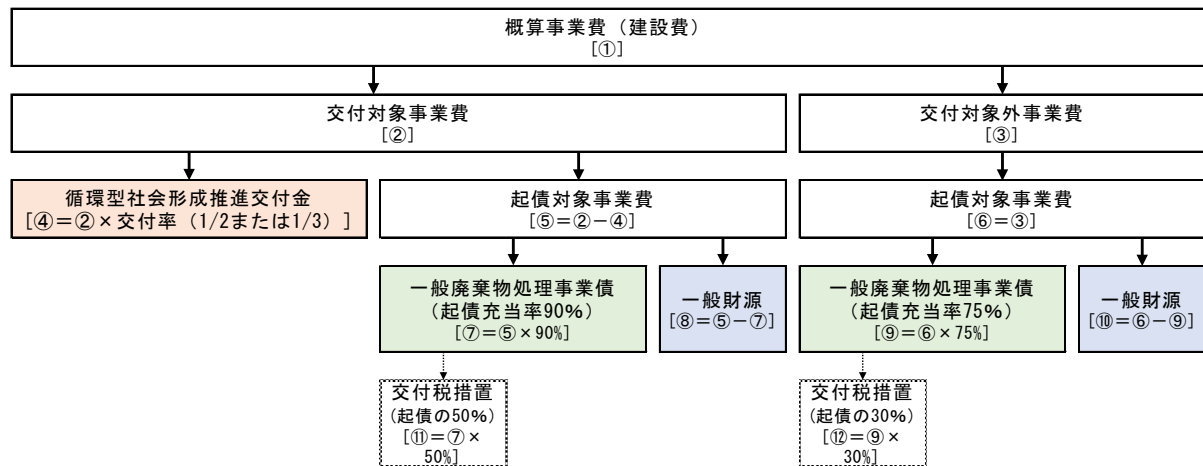 概算事業費（建設費）
[①]
交付対象事業費
[②]
交付対象外事業費
[③]
循環型社会形成推進交付金
[④＝②×交付率（1/2または1/3）]
起債対象事業費
[⑤＝②－④]
起債対象事業費
[⑥＝③]
一般廃棄物処理事業債
(起債充当率90%)
[⑦＝⑤×90%]
一般財源
[⑧＝⑤－⑦]
一般廃棄物処理事業債
(起債充当率75%)
[⑨＝⑥×75%]
一般財源
[⑩＝⑥－⑨]
交付税措置
(起債の50%)
[⑪＝⑦×
50%]
交付税措置
(起債の30%)
[⑫＝⑨×
30%]